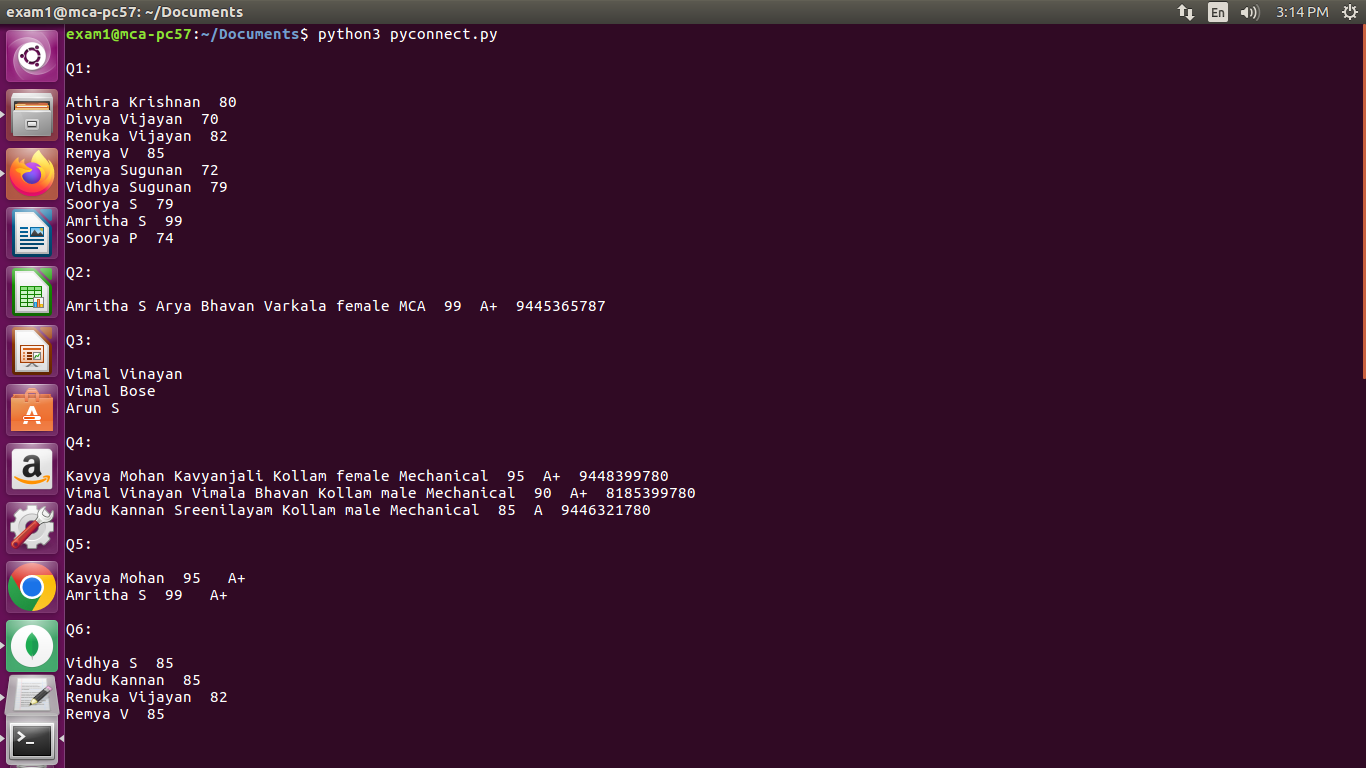 exam1@mca-pc57: ~/Documents
En
3:14 PM
exam1@mca-pc57:~/Documents$ python3 pyconnect.py
Q1:
Athira Krishnan  80
Divya Vijayan  70
Renuka Vijayan  82
Remya V  85
Remya Sugunan  72
Vidhya Sugunan  79
Soorya S  79
Amritha S  99
Soorya P  74
Q2:
Amritha S Arya Bhavan Varkala female MCA  99  A+  9445365787
Q3:
Vimal Vinayan
Vimal Bose
Arun S
Q4:
Kavya Mohan Kavyanjali Kollam female Mechanical  95  A+  9448399780
Vimal Vinayan Vimala Bhavan Kollam male Mechanical  90  A+  8185399780
Yadu Kannan Sreenilayam Kollam male Mechanical  85  A  9446321780
Q5:
Kavya Mohan  95   A+
Amritha S  99   A+
Q6:
Vidhya S  85
Yadu Kannan  85
Renuka Vijayan  82
Remya V  85